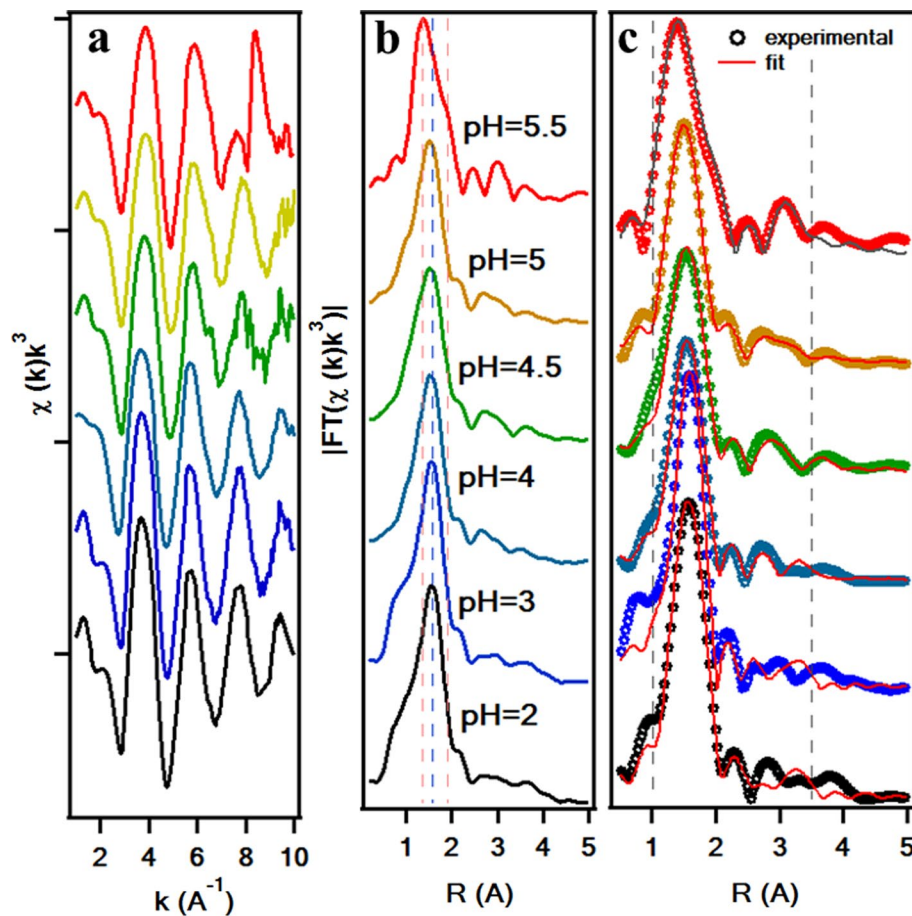 a
χ (k)k³
2 4 6 8 10
k (A⁻¹)
b
|FT(χ (k)k³)|
pH=5.5
pH=5
pH=4.5
pH=4
pH=3
pH=2
1 2 3 4 5
R (A)
c
experimental
fit
1 2 3 4 5
R (A)